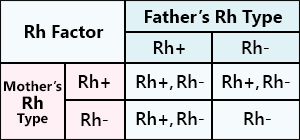 Rh Factor
Father's Rh Type
Rh+ Rh-
Mother's Rh Type
Rh+ Rh+, Rh- Rh+, Rh-
Rh- Rh+, Rh- Rh-